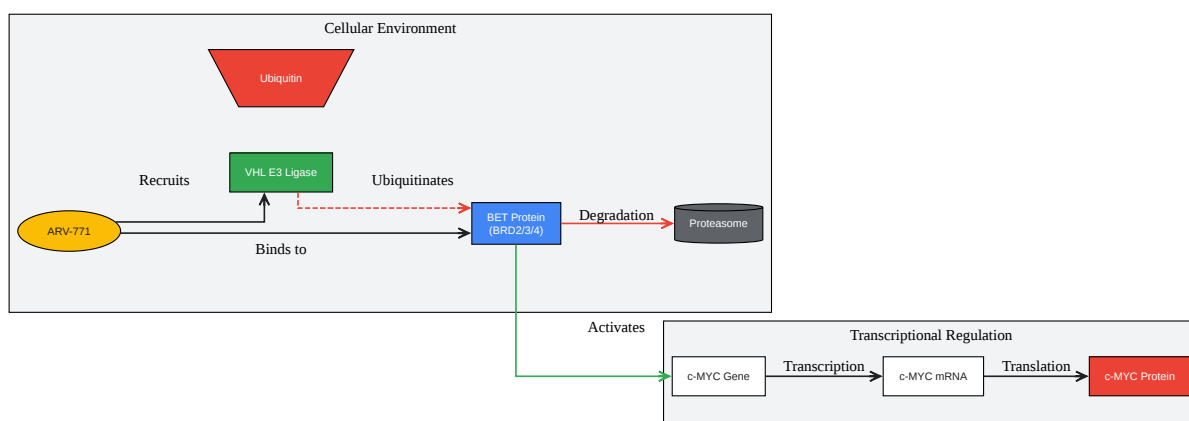 Cellular Environment
Ubiquitin
VHL E3 Ligase
Recruits
Ubiquitinates
BET Protein
(BRD2/3/4)
Degradation
Proteasome
ARV-771
Binds to
Activates
Transcriptional Regulation
c-MYC Gene
Transcription
c-MYC mRNA
Translation
c-MYC Protein